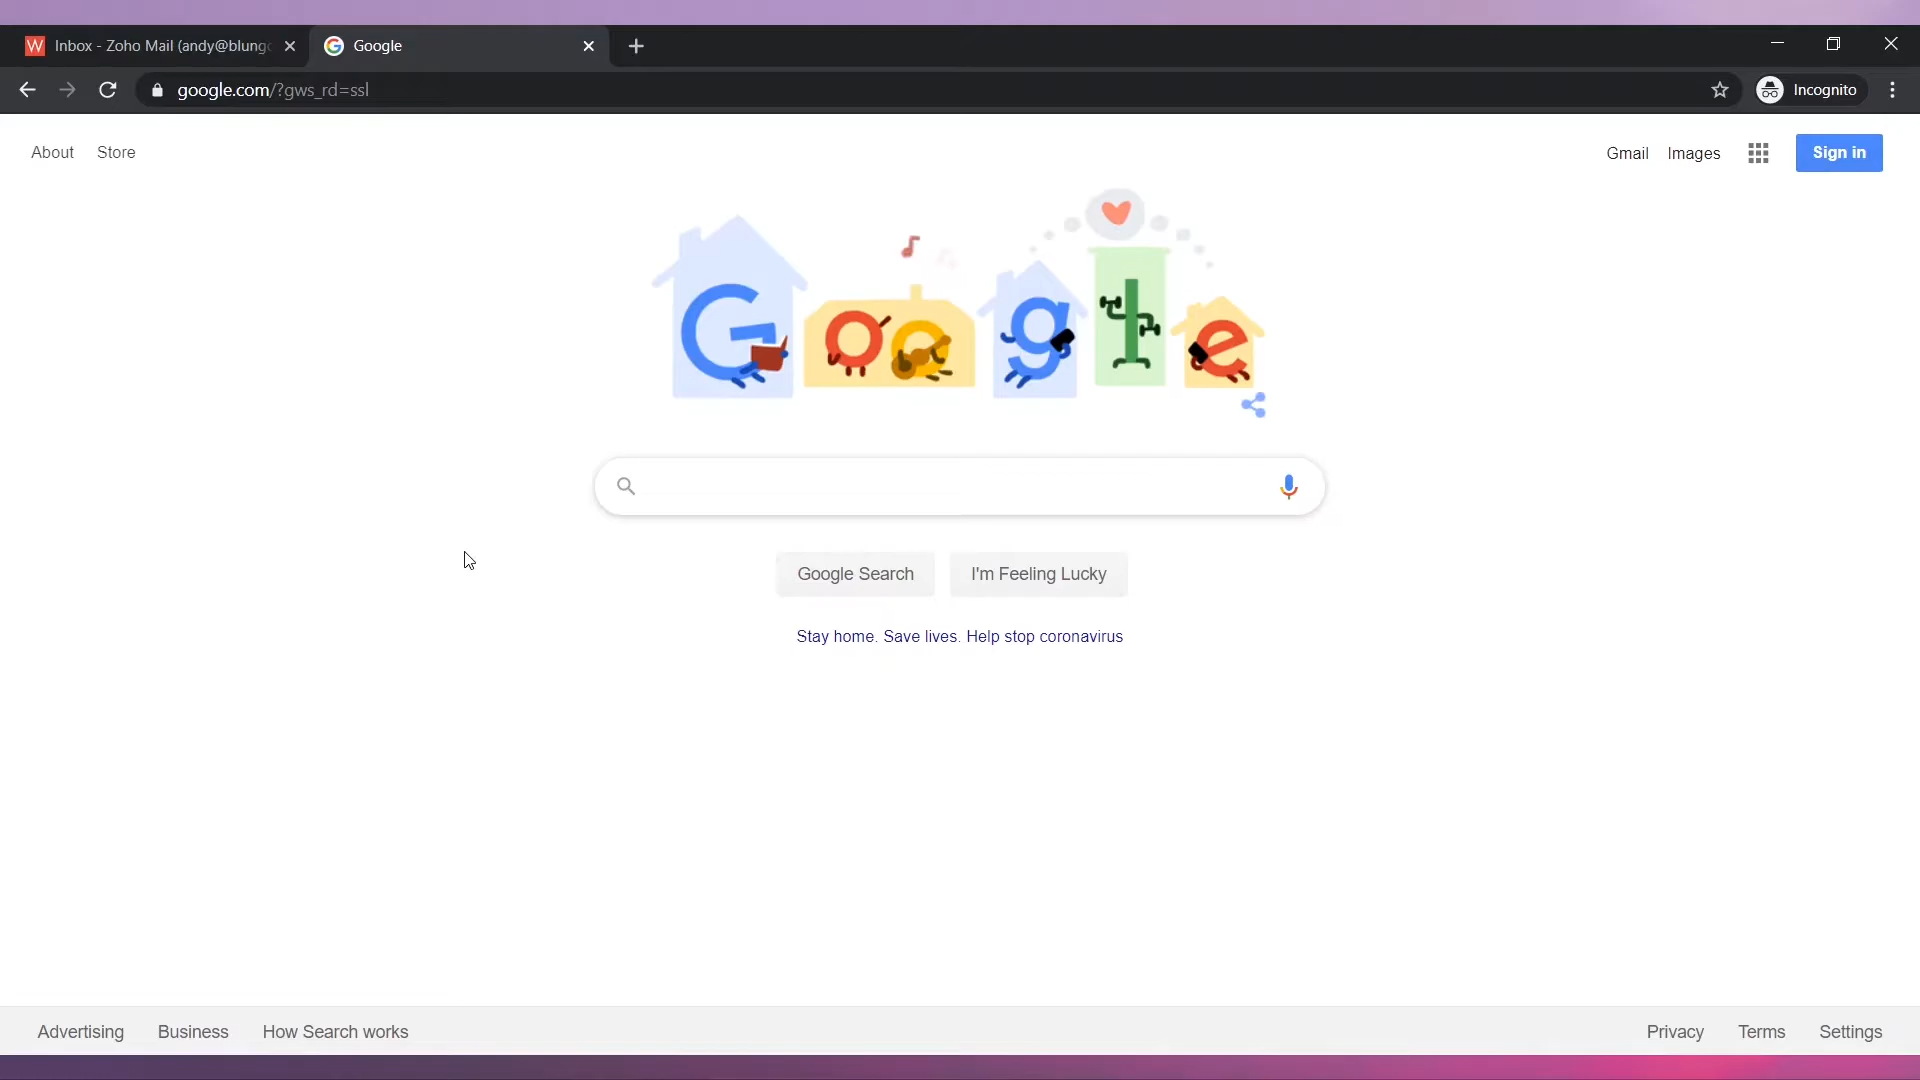 Inbox - Zoho Mail (andy@blung
Google
google.com/?gws_rd=ssl
Incognito
About Store
Gmail Images Sign in
Google
Google Search I'm Feeling Lucky
Stay home. Save lives. Help stop coronavirus
Advertising Business How Search works
Privacy Terms Settings